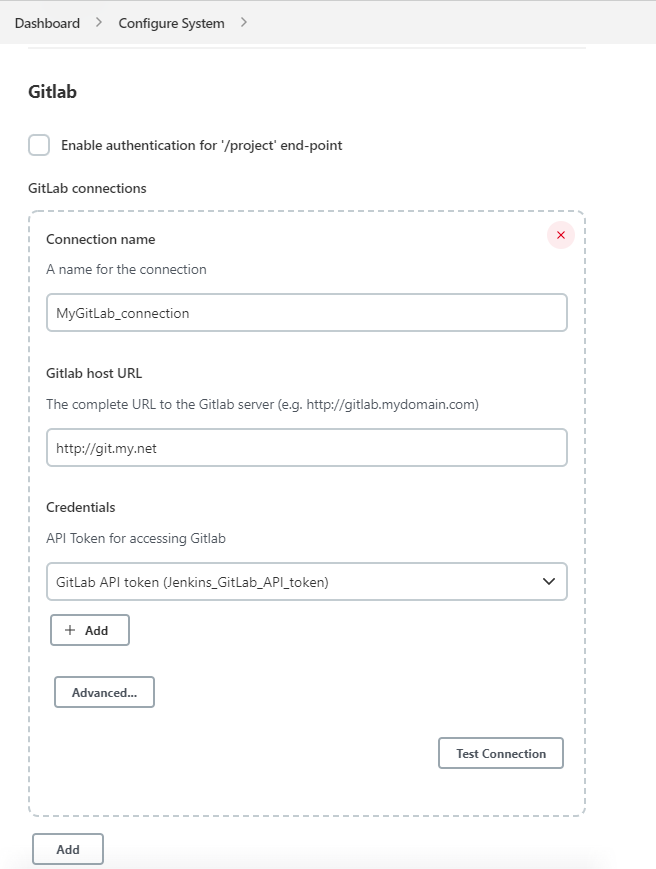 Dashboard > Configure System >
Gitlab
Enable authentication for '/project' end-point
GitLab connections
Connection name
A name for the connection
MyGitLab_connection
Gitlab host URL
The complete URL to the Gitlab server (e.g. http://gitlab.mydomain.com)
http://git.my.net
Credentials
API Token for accessing Gitlab
GitLab API token (Jenkins_GitLab_API_token)
+ Add
Advanced...
Test Connection
Add